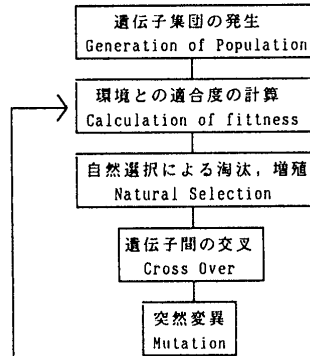 遺伝子集団の発生
Generation of Population
環境との適合度の計算
Calculation of fittness
自然選択による淘汰，増殖
Natural Selection
遺伝子間の交叉
Cross Over
突然変異
Mutation